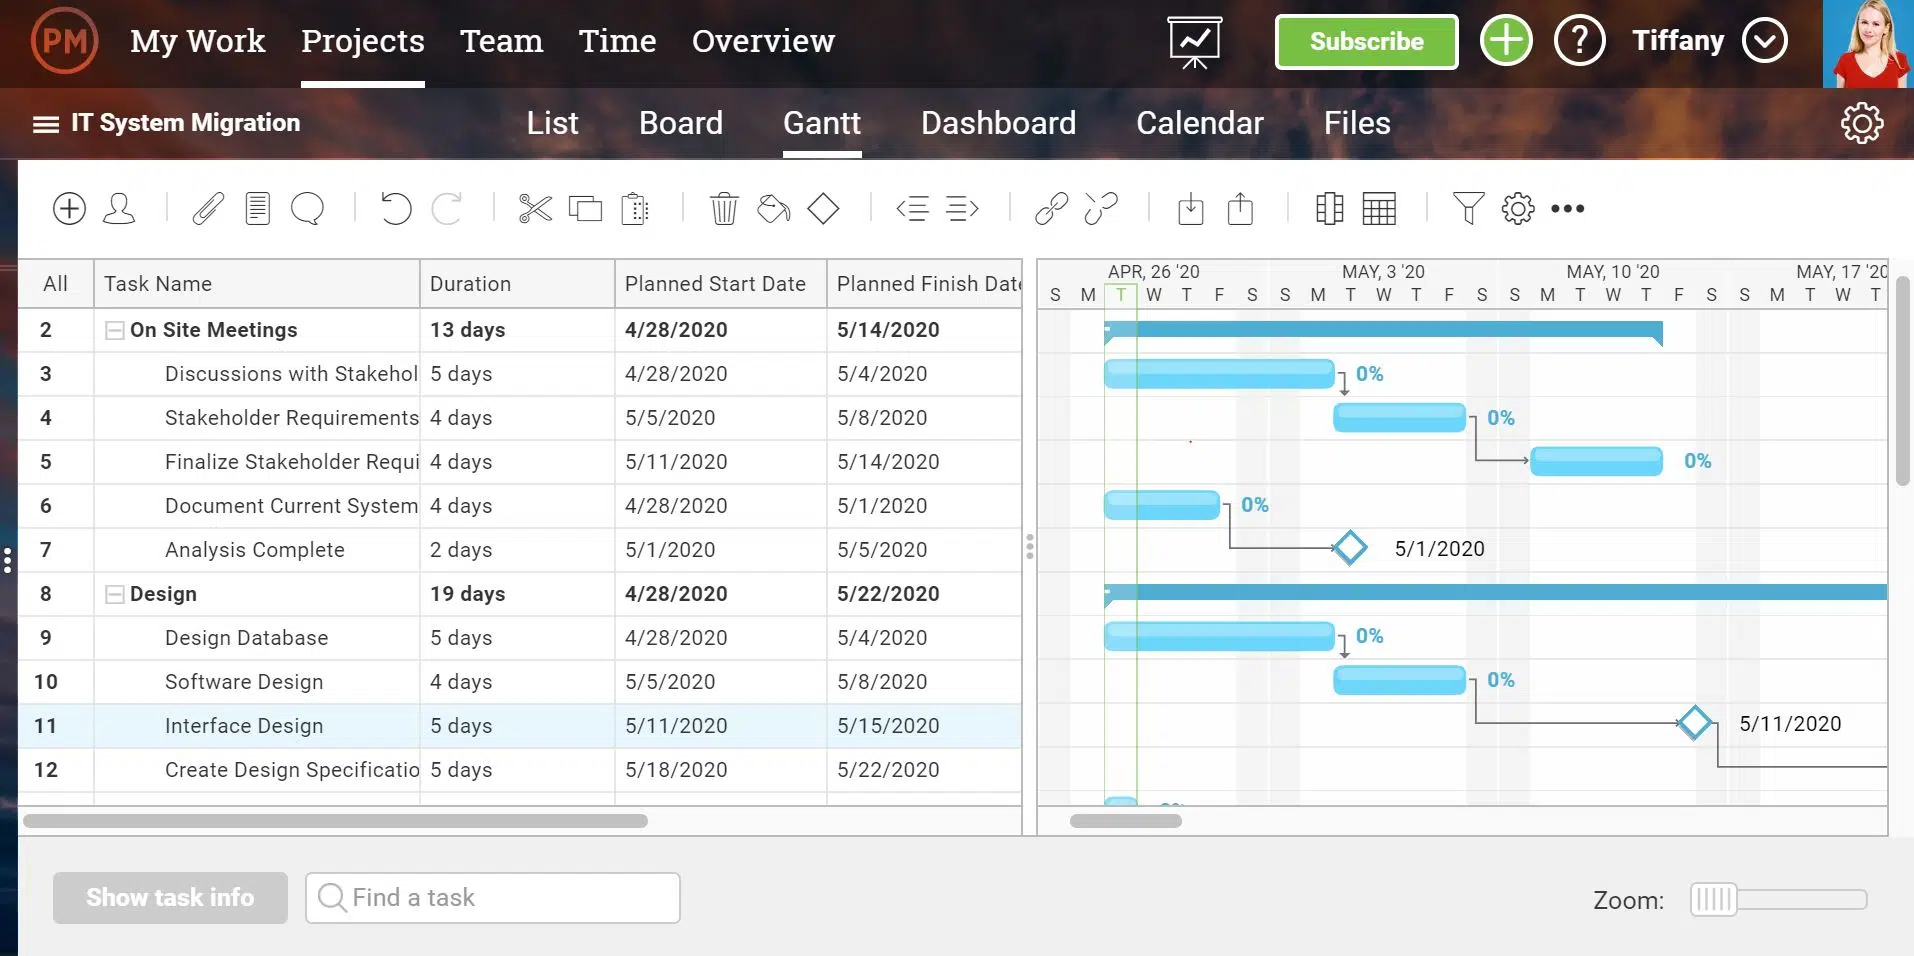 PM My Work Projects Team Time Overview Subscribe ? Tiffany
IT System Migration List Board Gantt Dashboard Calendar Files
All Task Name Duration Planned Start Date Planned Finish Date
APR, 26 '20 MAY, 3 '20 MAY, 10 '20 MAY, 17 '20
S M T W T F S S M T W T F S S M T W T F S S M T W T
2 On Site Meetings 13 days 4/28/2020 5/14/2020
3 Discussions with Stakehol 5 days 4/28/2020 5/4/2020 0%
4 Stakeholder Requirements 4 days 5/5/2020 5/8/2020 0%
5 Finalize Stakeholder Requi 4 days 5/11/2020 5/14/2020 0%
6 Document Current System 4 days 4/28/2020 5/1/2020 0%
7 Analysis Complete 2 days 5/1/2020 5/5/2020 5/1/2020
8 Design 19 days 4/28/2020 5/22/2020
9 Design Database 5 days 4/28/2020 5/4/2020 0%
10 Software Design 4 days 5/5/2020 5/8/2020 0%
11 Interface Design 5 days 5/11/2020 5/15/2020 5/11/2020
12 Create Design Specificatio 5 days 5/18/2020 5/22/2020
Show task info Find a task Zoom: